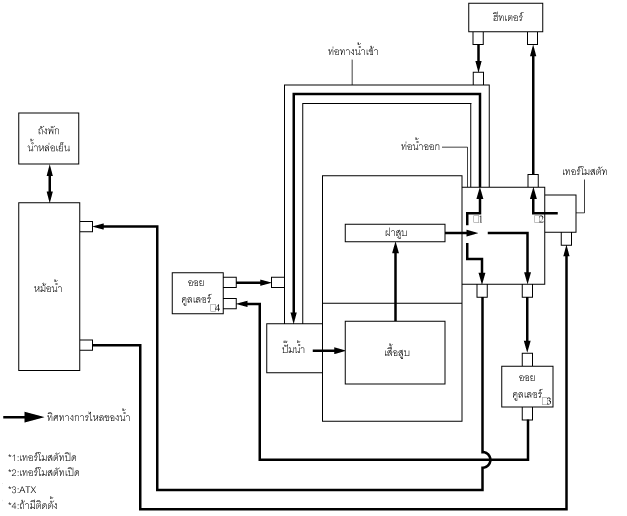 ฮีทเตอร์
ท่อทางน้ำเข้า
ถังพัก
น้ำหล่อเย็น
ท่อน้ำออก
เทอร์โมสตัท
*1
*2
ฝาสูบ
หม้อน้ำ
ออย
คูลเลอร์*4
ปั๊มน้ำ
เสื้อสูบ
ออย
คูลเลอร์*3
ทิศทางการไหลของน้ำ
*1:เทอร์โมสตัทปิด
*2:เทอร์โมสตัทเปิด
*3:ATX
*4:ถ้ามีติดตั้ง